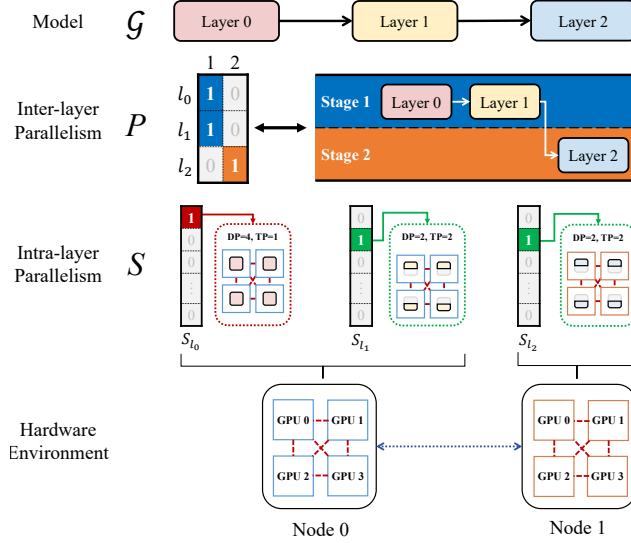 Model 𝒢 Layer 0 Layer 1 Layer 2
1 2
Inter-layer
Parallelism
P
l0 1 0
l1 1 0
l2 0 1
Stage 1 Layer 0 Layer 1
Stage 2 Layer 2
Intra-layer
Parallelism
S
1
0
0
0
⋮
0
DP=4, TP=1
Sl0
0
1
0
0
⋮
0
DP=2, TP=2
Sl1
0
1
0
0
⋮
0
DP=2, TP=2
Sl2
Hardware
Environment
GPU 0 GPU 1
GPU 2 GPU 3
Node 0
GPU 0 GPU 1
GPU 2 GPU 3
Node 1